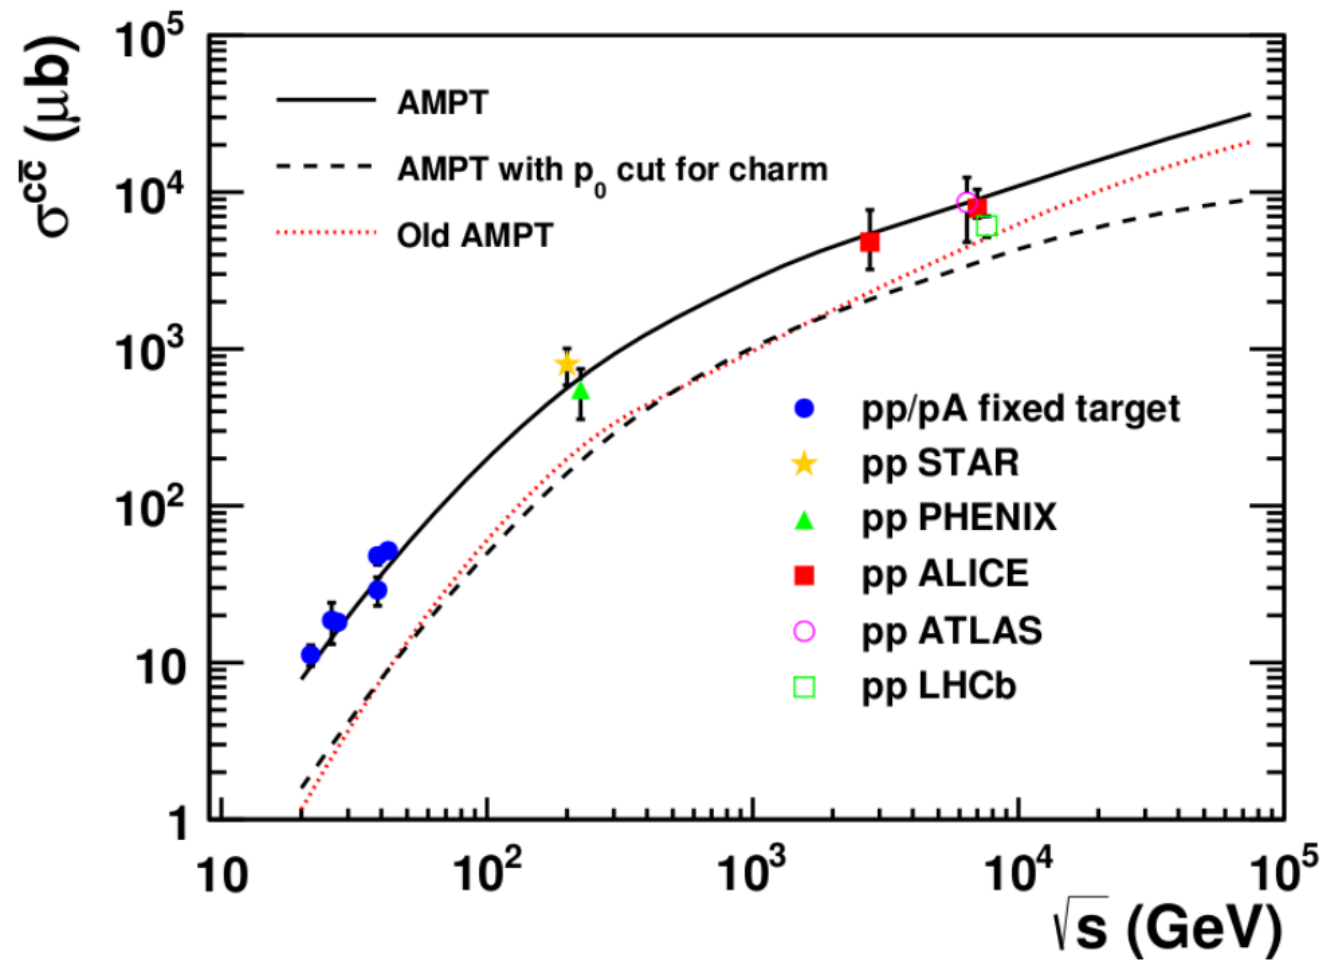 σ^cc̄ (μb)
10^5
10^4
10^3
10^2
10
1
AMPT
AMPT with p_0 cut for charm
Old AMPT
pp/pA fixed target
pp STAR
pp PHENIX
pp ALICE
pp ATLAS
pp LHCb
10 10^2 10^3 10^4 10^5
√s (GeV)